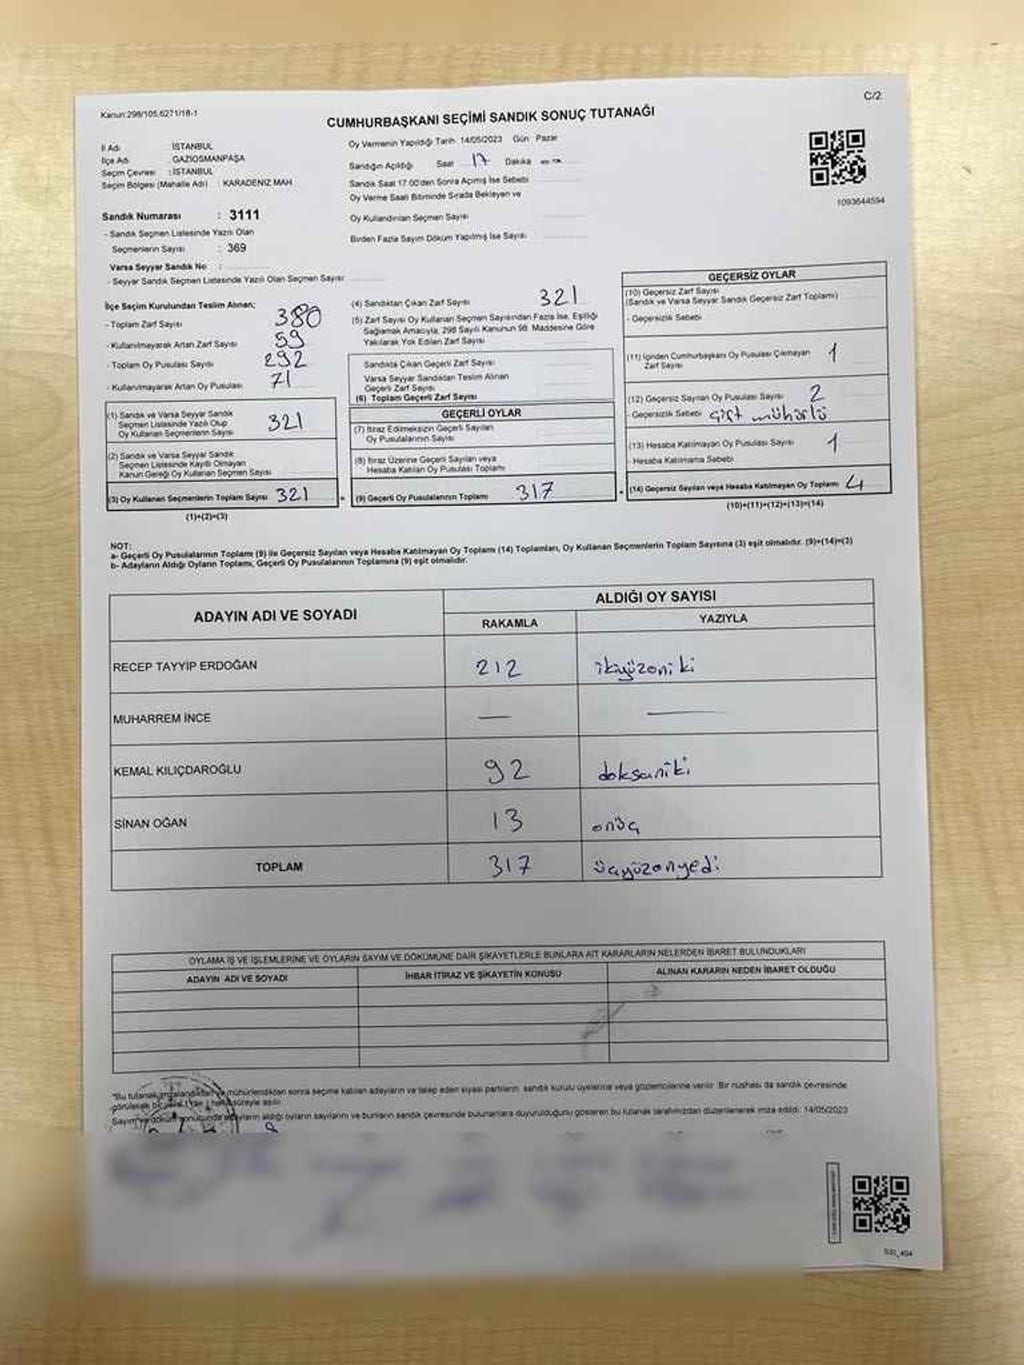 Kanun:298/105,6271/18-1
C/2
CUMHURBAŞKANI SEÇİMİ SANDIK SONUÇ TUTANAĞI
İl Adı : İSTANBUL
İlçe Adı : GAZİOSMANPAŞA
Seçim Çevresi : İSTANBUL
Seçim Bölgesi (Mahalle Adı) : KARADENİZ MAH
Sandık Numarası : 3111
- Sandık Seçmen Listesinde Yazılı Olan
Seçmenlerin Sayısı : 369
Varsa Seyyar Sandık No :
- Seyyar Sandık Seçmen Listesinde Yazılı Olan Seçmen Sayısı
Oy Vermenin Yapıldığı Tarih: 14/05/2023 Gün: Pazar
Sandığın Açıldığı Saat 17 Dakika
Sandık Saat 17.00'den Sonra Açımış İse Sebebi
Oy Verme Saati Bitiminde Sırada Bekleyen ve
Oy Kullandırılan Seçmen Sayısı
Birden Fazla Sayım Döküm Yapılmış İse Sayısı
1093644594
İlçe Seçim Kurulundan Teslim Alınan;
- Toplam Zarf Sayısı 380
- Kullanılmayarak Artan Zarf Sayısı 59
- Toplam Oy Pusulası Sayısı 292
- Kullanılmayarak Artan Oy Pusulası 71
(1) Sandık ve Varsa Seyyar Sandık
Seçmen Listesinde Yazılı Olup
Oy Kullanan Seçmenlerin Sayısı 321
(2) Sandık ve Varsa Seyyar Sandık
Seçmen Listesinde Kaydı Olmayan
Kanun Gereği Oy Kullanan Seçmen Sayısı
(3) Oy Kullanan Seçmenlerin Toplam Sayısı 321
(1)+(2)=(3)
(4) Sandıktan Çıkan Zarf Sayısı 321
(5) Zarf Sayısı Oy Kullanan Seçmen Sayısından Fazla İse, Eşitliği
Sağlamak Amacıyla, 298 Sayılı Kanunun 98. Maddesine Göre
Yakılarak Yok Edilen Zarf Sayısı
Sandıkta Çıkan Geçerli Zarf Sayısı
Varsa Seyyar Sandıktan Teslim Alınan
Geçerli Zarf Sayısı
(6) Toplam Geçerli Zarf Sayısı
GEÇERLİ OYLAR
(7) İtiraz Edilmeksizin Geçerli Sayılan
Oy Pusulalarının Sayısı
(8) İtiraz Üzerine Geçerli Sayılan veya
Hesaba Katılan Oy Pusulası Toplamı
(9) Geçerli Oy Pusulalarının Toplamı 317
GEÇERSİZ OYLAR
(10) Geçersiz Zarf Sayısı
(Sandık ve Varsa Seyyar Sandık Geçersiz Zarf Toplamı)
- Geçersizlik Sebebi
(11) İçinden Cumhurbaşkanı Oy Pusulası Çıkmayan
Zarf Sayısı 1
(12) Geçersiz Sayılan Oy Pusulası Sayısı 2
- Geçersizlik Sebebi çift mühürlü
(13) Hesaba Katılmayan Oy Pusulası Sayısı 1
- Hesaba Katılmama Sebebi
(14) Geçersiz Sayılan veya Hesaba Katılmayan Oy Toplamı 4
(10)+(11)+(12)+(13)=(14)
NOT:
a- Geçerli Oy Pusulalarının Toplamı (9) ile Geçersiz Sayılan veya Hesaba Katılmayan Oy Toplamı (14) Toplamları, Oy Kullanan Seçmenlerin Toplam Sayısına (3) eşit olmalıdır. (9)+(14)=(3)
b- Adayların Aldığı Oyların Toplamı, Geçerli Oy Pusulalarının Toplamına (9) eşit olmalıdır.
ADAYIN ADI VE SOYADI
ALDIĞI OY SAYISI
RAKAMLA YAZIYLA
RECEP TAYYİP ERDOĞAN 212 ikiyüzoniki
MUHARREM İNCE — —
KEMAL KILIÇDAROĞLU 92 doksaniki
SİNAN OĞAN 13 onüç
TOPLAM 317 üçyüzonyedi
OYLAMA İŞ VE İŞLEMLERİNE VE OYLARIN SAYIM VE DÖKÜMÜNE DAİR ŞİKAYETLERLE BUNLARA AİT KARARLARIN NELERDEN İBARET BULUNDUKLARI
ADAYIN ADI VE SOYADI İHBAR İTİRAZ VE ŞİKAYETİN KONUSU ALINAN KARARIN NEDEN İBARET OLDUĞU
*Bu tutanak imzalandıktan ve mühürlendikten sonra seçime katılan adayların ve talep eden siyasi partilerin, sandık kurulu üyelerine veya gözlemcilerine verilir. Bir nüshası da sandık çevresinde
görülecek bir yere 1 hafta süreyle asılır.
Sayım ve döküm sonucunda adayların aldığı oyların sayılarını ve bunların sandık çevresinde bulunanlara duyurulduğunu gösteren bu tutanak tarafımızdan düzenlenerek imza edildi. 14/05/2023